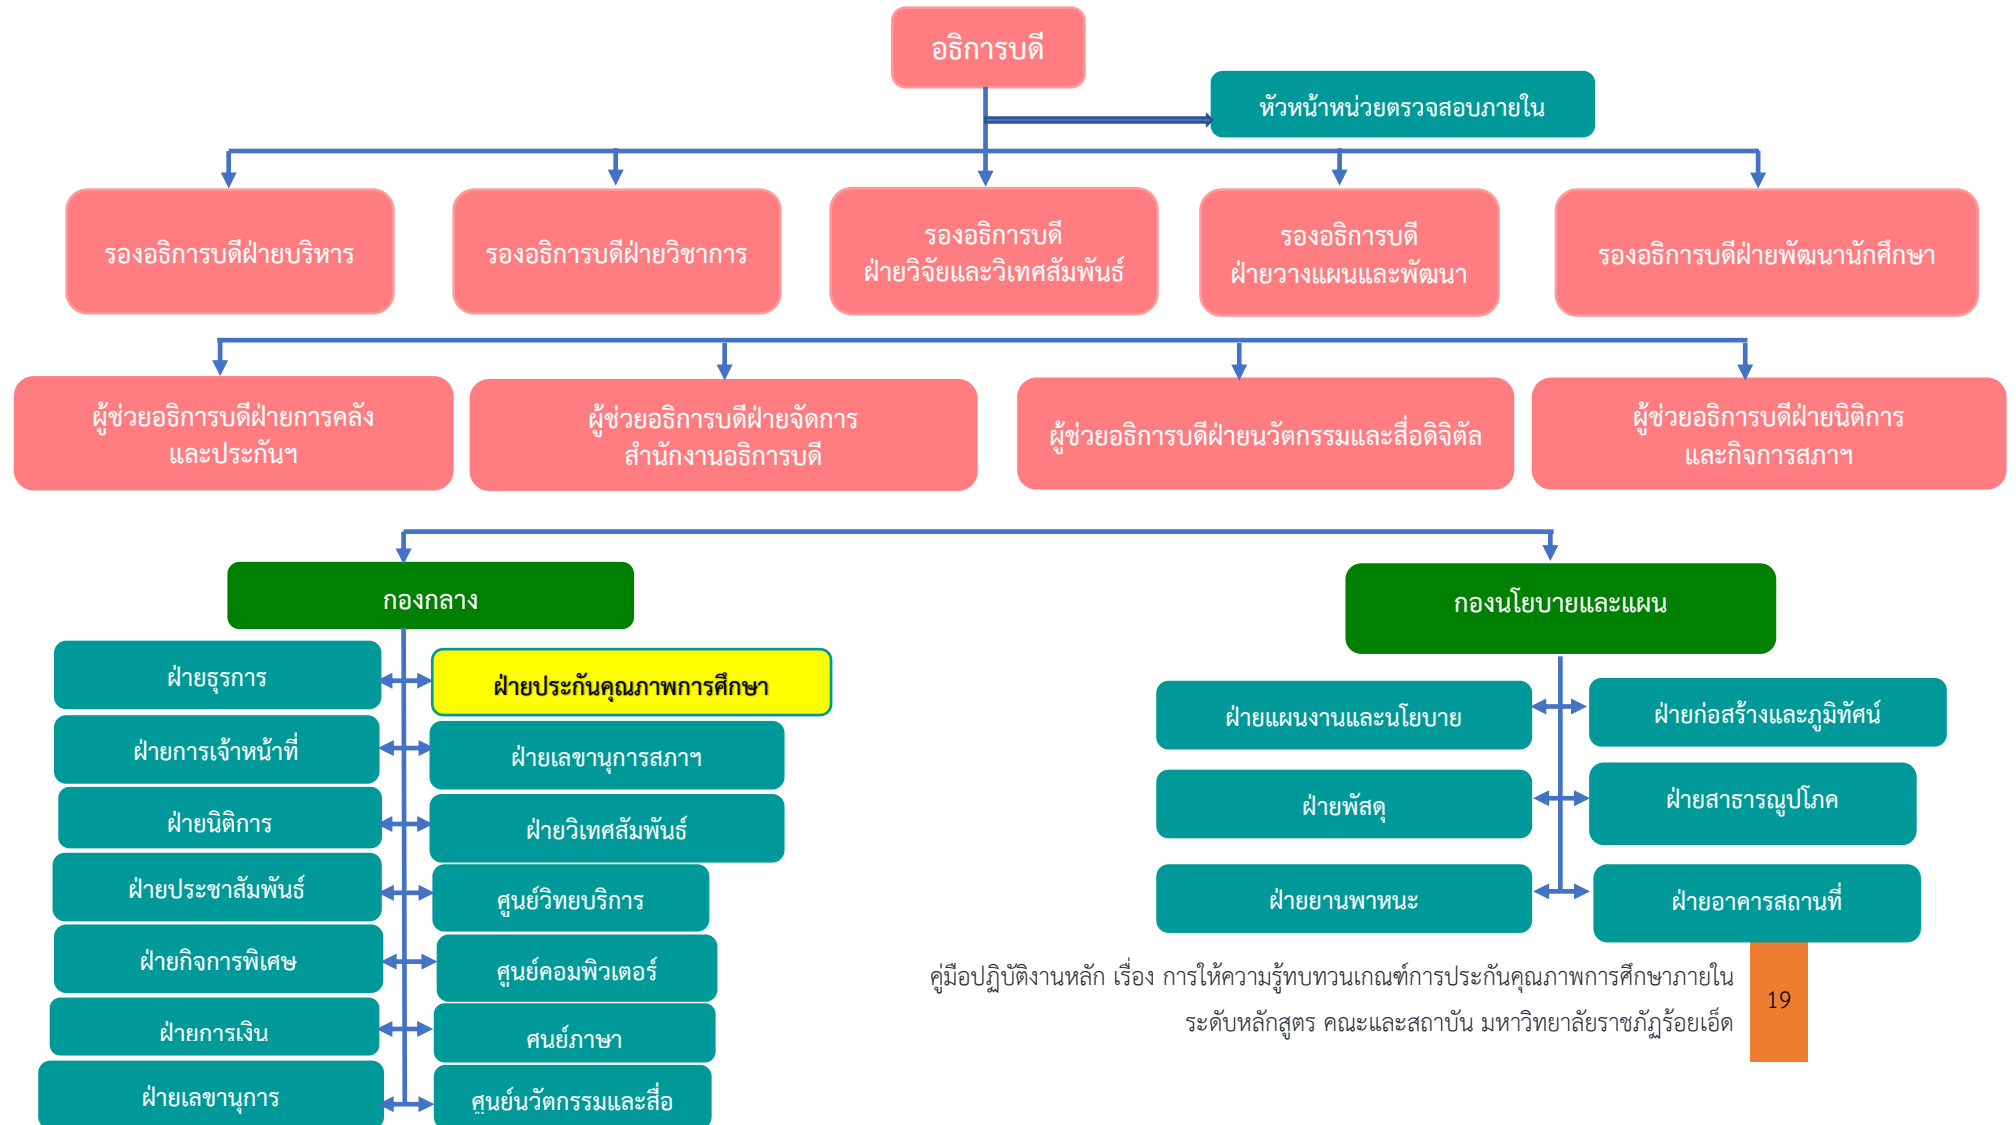 อธิการบดี
หัวหน้าหน่วยตรวจสอบภายใน
รองอธิการบดีฝ่ายบริหาร
รองอธิการบดีฝ่ายวิชาการ
รองอธิการบดี
ฝ่ายวิจัยและวิเทศสัมพันธ์
รองอธิการบดี
ฝ่ายวางแผนและพัฒนา
รองอธิการบดีฝ่ายพัฒนานักศึกษา
ผู้ช่วยอธิการบดีฝ่ายการคลัง
และประกันฯ
ผู้ช่วยอธิการบดีฝ่ายจัดการ
สำนักงานอธิการบดี
ผู้ช่วยอธิการบดีฝ่ายนวัตกรรมและสื่อดิจิตัล
ผู้ช่วยอธิการบดีฝ่ายนิติการ
และกิจการสภาฯ
กองกลาง
ฝ่ายธุรการ
ฝ่ายประกันคุณภาพการศึกษา
ฝ่ายการเจ้าหน้าที่
ฝ่ายเลขานุการสภาฯ
ฝ่ายนิติการ
ฝ่ายวิเทศสัมพันธ์
ฝ่ายประชาสัมพันธ์
ศูนย์วิทยบริการ
ฝ่ายกิจการพิเศษ
ศูนย์คอมพิวเตอร์
ฝ่ายการเงิน
ศูนย์ภาษา
ฝ่ายเลขานุการ
ศูนย์นวัตกรรมและสื่อ
กองนโยบายและแผน
ฝ่ายแผนงานและนโยบาย
ฝ่ายก่อสร้างและภูมิทัศน์
ฝ่ายพัสดุ
ฝ่ายสาธารณูปโภค
ฝ่ายยานพาหนะ
ฝ่ายอาคารสถานที่
คู่มือปฏิบัติงานหลัก เรื่อง การให้ความรู้ทบทวนเกณฑ์การประกันคุณภาพการศึกษาภายใน
ระดับหลักสูตร คณะและสถาบัน มหาวิทยาลัยราชภัฏร้อยเอ็ด
19